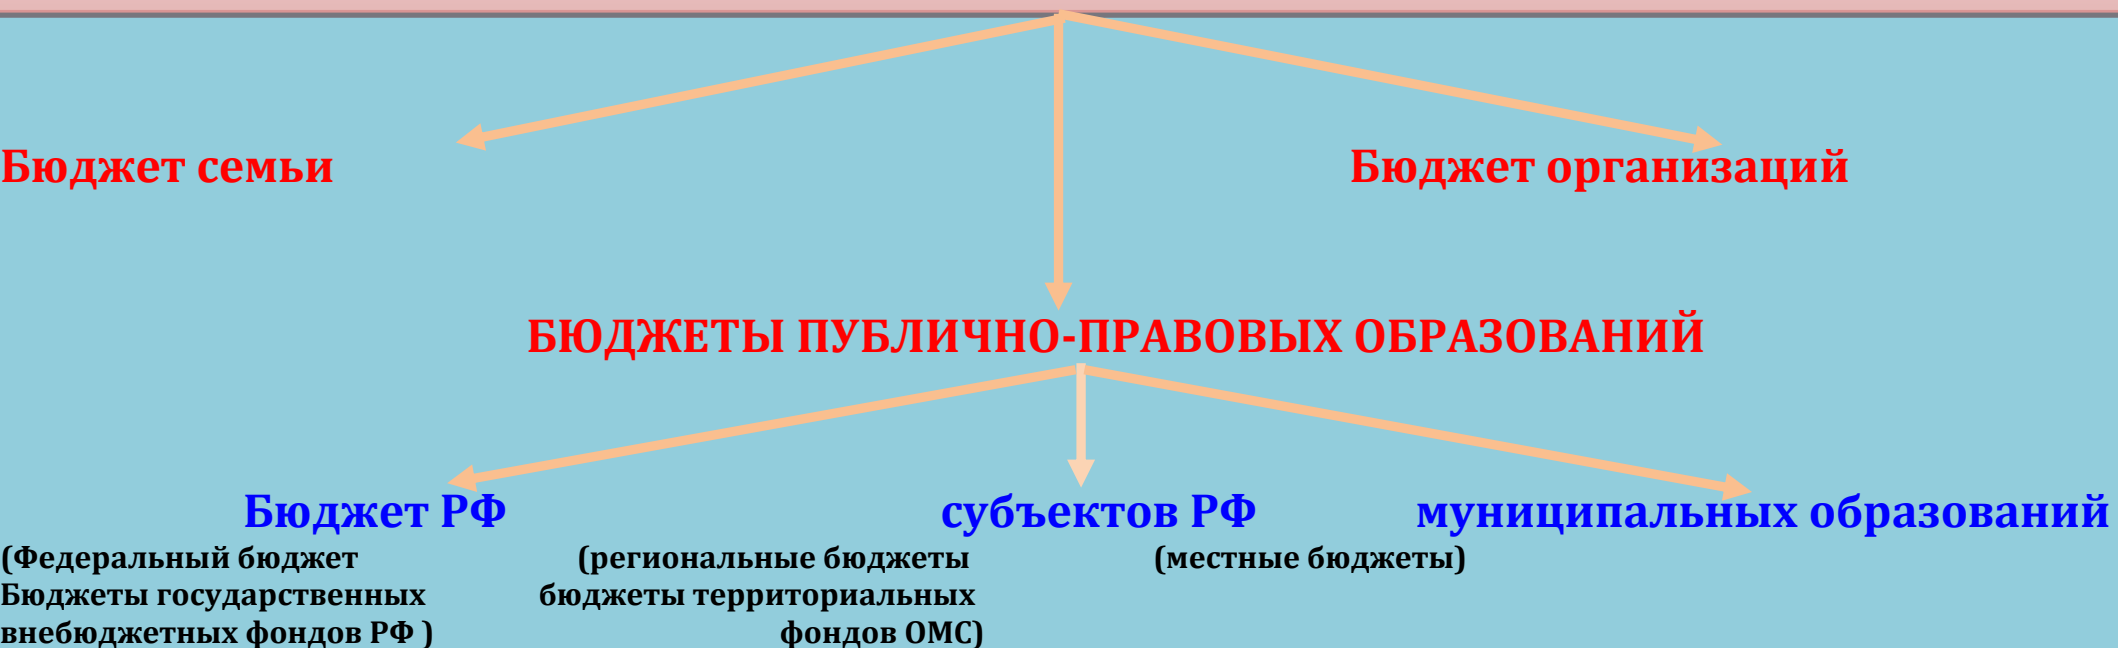 Бюджет семьи Бюджет организаций
БЮДЖЕТЫ ПУБЛИЧНО-ПРАВОВЫХ ОБРАЗОВАНИЙ
Бюджет РФ субъектов РФ муниципальных образований
(Федеральный бюджет (региональные бюджеты (местные бюджеты)
Бюджеты государственных бюджеты территориальных
внебюджетных фондов РФ ) фондов ОМС)